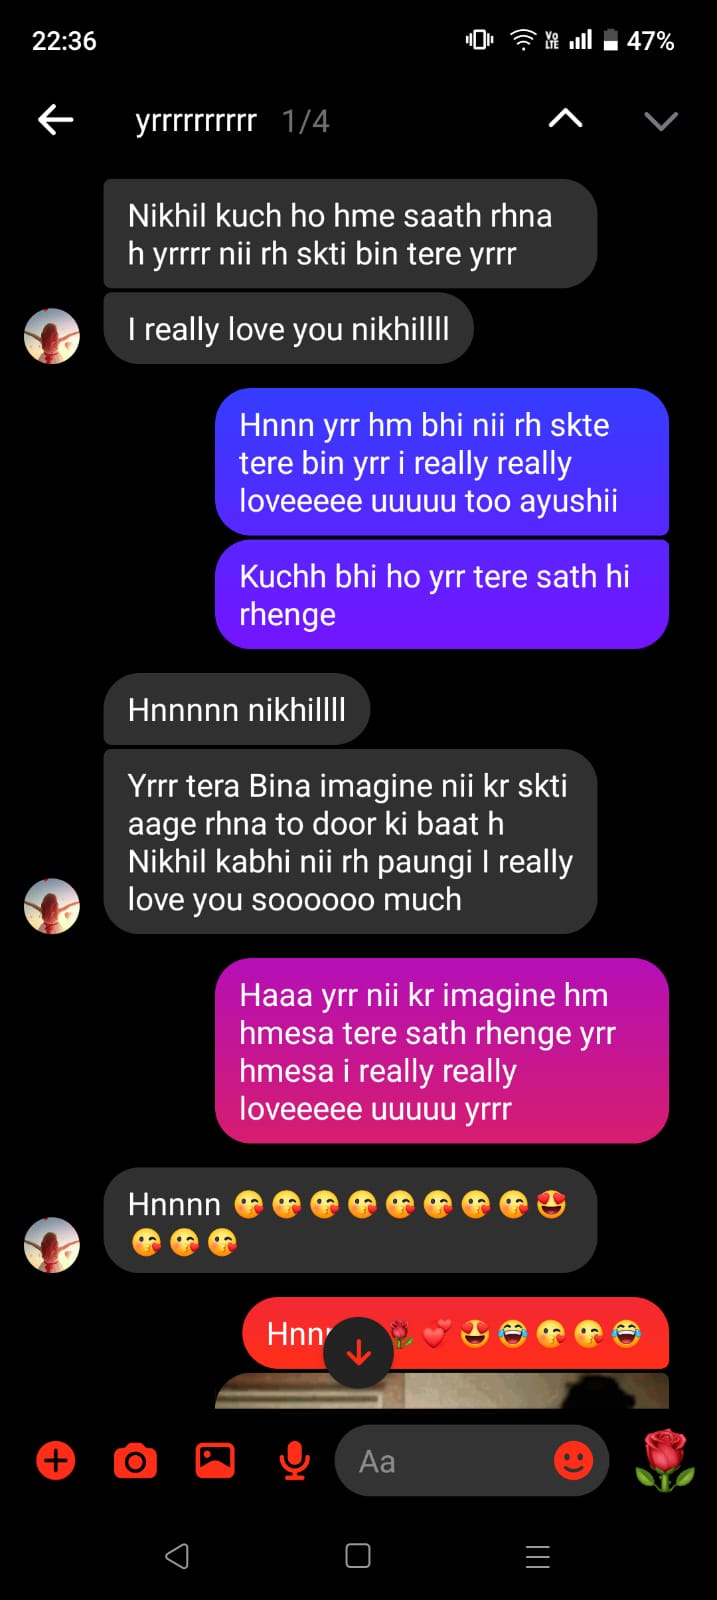 22:36
Vo LTE 47%
yrrrrrrrrrr 1/4
Nikhil kuch ho hme saath rhna
h yrrrr nii rh skti bin tere yrrr
I really love you nikhillll
Hnnn yrr hm bhi nii rh skte
tere bin yrr i really really
loveeeee uuuuu too ayushii
Kuchh bhi ho yrr tere sath hi
rhenge
Hnnnnn nikhillll
Yrrr tera Bina imagine nii kr skti
aage rhna to door ki baat h
Nikhil kabhi nii rh paungi I really
love you soooooo much
Haaa yrr nii kr imagine hm
hmesa tere sath rhenge yrr
hmesa i really really
loveeeee uuuuu yrrr
Hnnnn 😘😘😘😘😘😘😘😘😍
😘😘😘
🌹💕😍😂😘😘😂
Aa